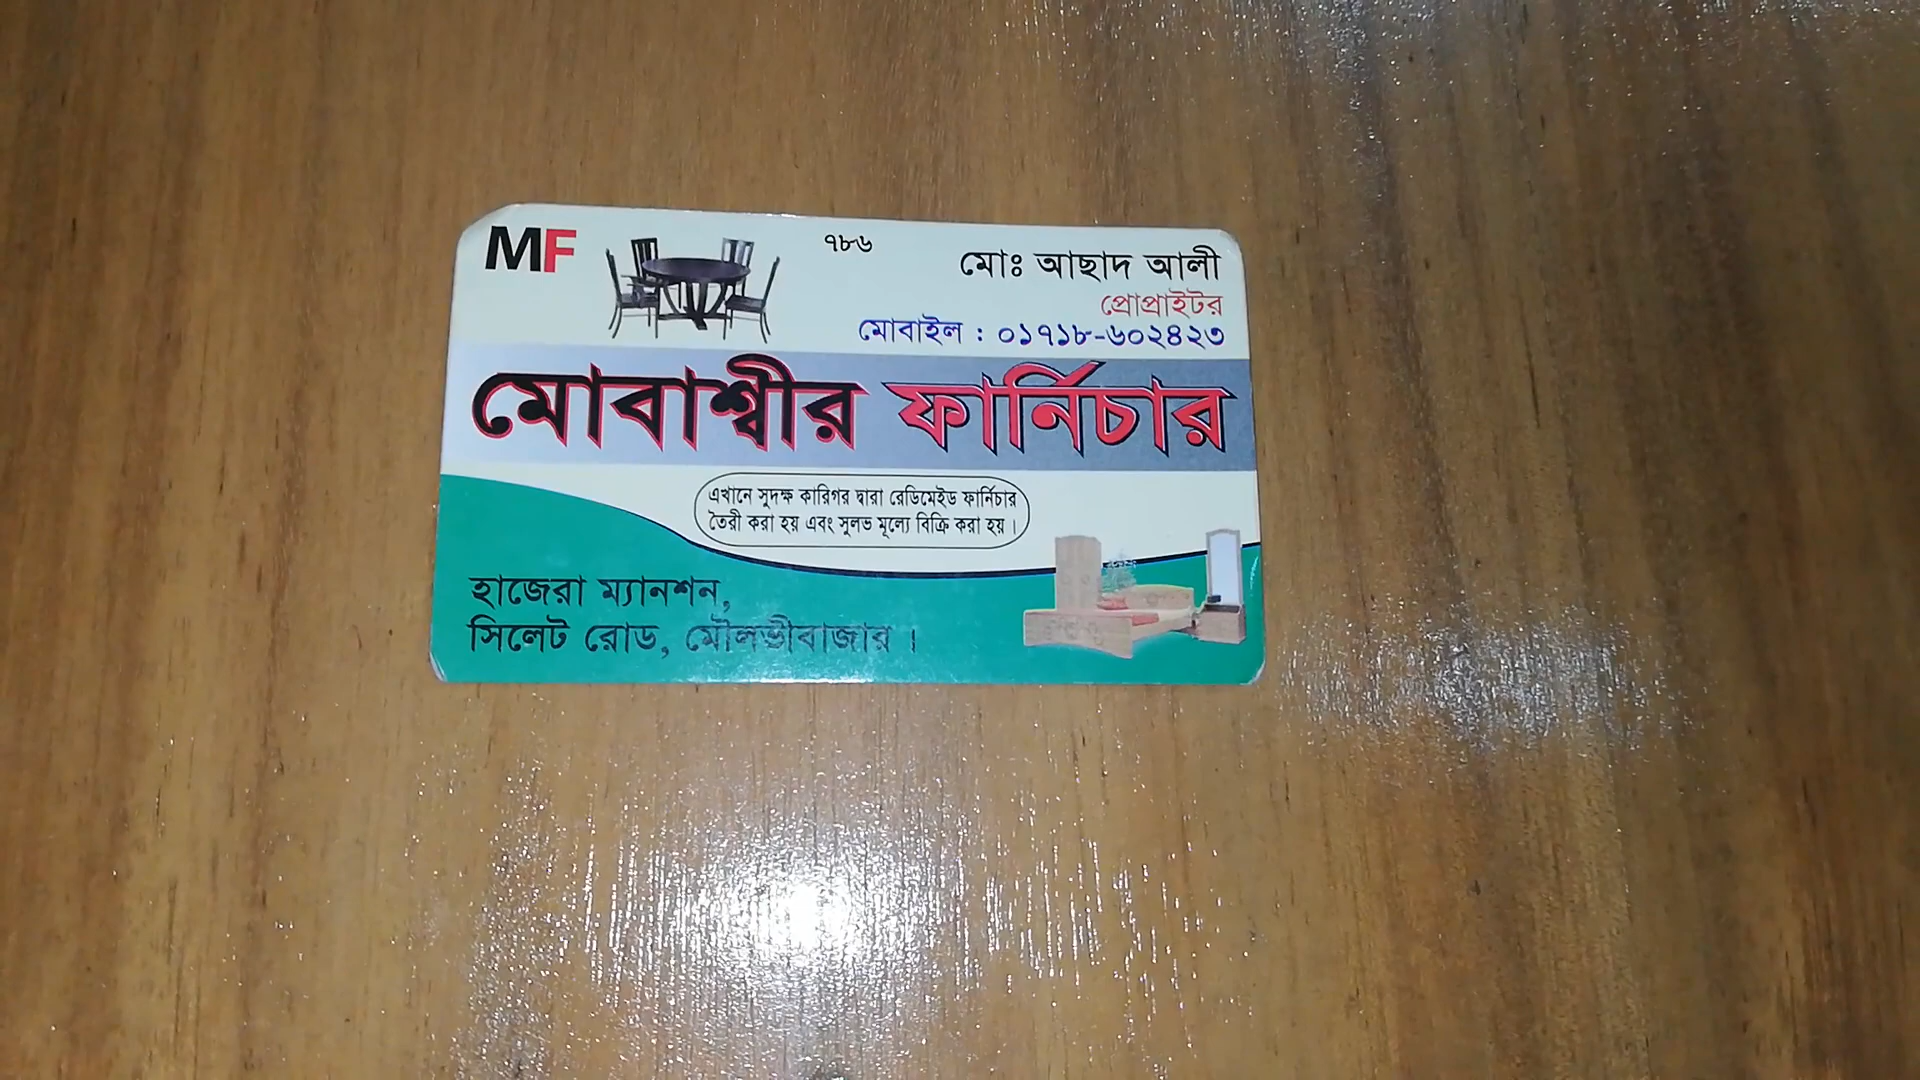 MF
৭৮৬
মোঃ আছাদ আলী
প্রোপ্রাইটর
মোবাইল : ০১৭১৮-৬০২৪২৩
মোবাশ্বীর ফার্নিচার
এখানে সুদক্ষ কারিগর দ্বারা রেডিমেইড ফার্নিচার
তৈরী করা হয় এবং সুলভ মূল্যে বিক্রি করা হয়।
হাজেরা ম্যানশন,
সিলেট রোড, মৌলভীবাজার।